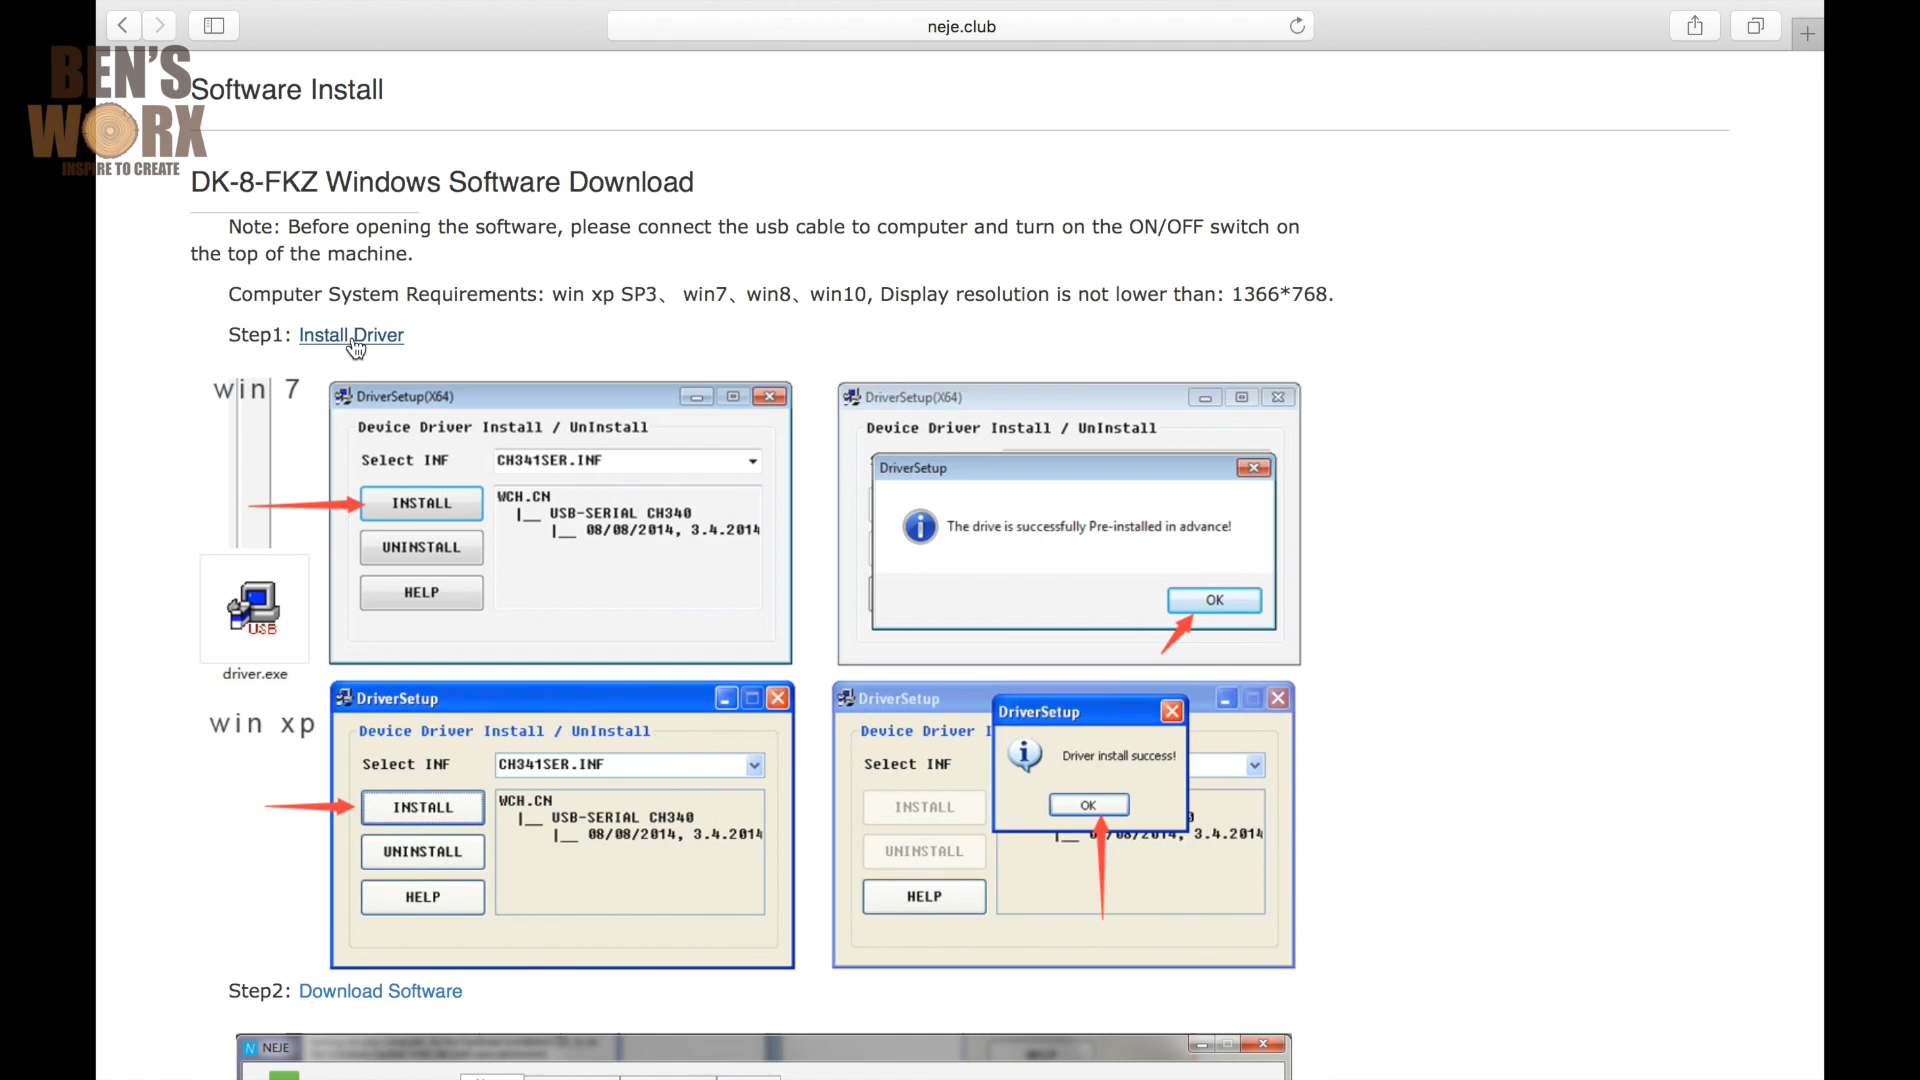 neje.club
BEN'S
WORX
INSPIRE TO CREATE
Software Install
DK-8-FKZ Windows Software Download
Note: Before opening the software, please connect the usb cable to computer and turn on the ON/OFF switch on
the top of the machine.
Computer System Requirements: win xp SP3、 win7、win8、win10, Display resolution is not lower than: 1366*768.
Step1: Install Driver
win 7
DriverSetup(X64)
Device Driver Install / UnInstall
Select INF
CH341SER.INF
INSTALL
UNINSTALL
HELP
WCH.CN
|__ USB-SERIAL CH340
|__ 08/08/2014, 3.4.2014
DriverSetup(X64)
Device Driver Install / UnInstall
DriverSetup
The drive is successfully Pre-installed in advance!
OK
USB
driver.exe
win xp
DriverSetup
Device Driver Install / UnInstall
Select INF
CH341SER.INF
INSTALL
UNINSTALL
HELP
WCH.CN
|__ USB-SERIAL CH340
|__ 08/08/2014, 3.4.2014
DriverSetup
Device Driver I
Select INF
INSTALL
UNINSTALL
HELP
DriverSetup
Driver install success!
OK
3.4.2014
Step2: Download Software
NEJE